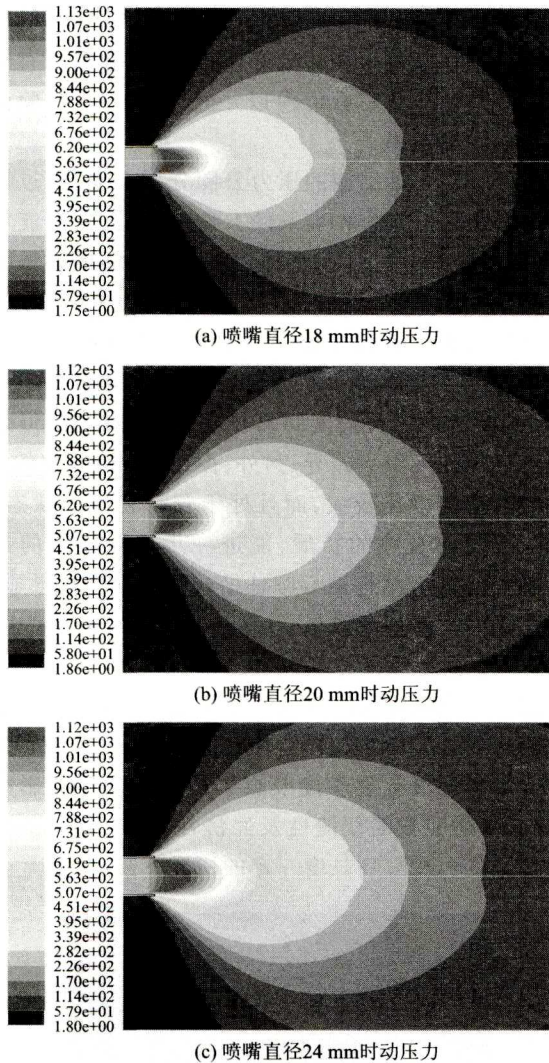 1.13e+03
1.07e+03
1.01e+03
9.57e+02
9.00e+02
8.44e+02
7.88e+02
7.32e+02
6.76e+02
6.20e+02
5.63e+02
5.07e+02
4.51e+02
3.95e+02
3.39e+02
2.83e+02
2.26e+02
1.70e+02
1.14e+02
5.79e+01
1.75e+00
(a) 喷嘴直径18 mm时动压力
1.12e+03
1.07e+03
1.01e+03
9.56e+02
9.00e+02
8.44e+02
7.88e+02
7.32e+02
6.76e+02
6.20e+02
5.63e+02
5.07e+02
4.51e+02
3.95e+02
3.39e+02
2.83e+02
2.26e+02
1.70e+02
1.14e+02
5.80e+01
1.86e+00
(b) 喷嘴直径20 mm时动压力
1.12e+03
1.07e+03
1.01e+03
9.56e+02
9.00e+02
8.44e+02
7.88e+02
7.31e+02
6.75e+02
6.19e+02
5.63e+02
5.07e+02
4.51e+02
3.95e+02
3.39e+02
2.82e+02
2.26e+02
1.70e+02
1.14e+02
5.79e+01
1.80e+00
(c) 喷嘴直径24 mm时动压力